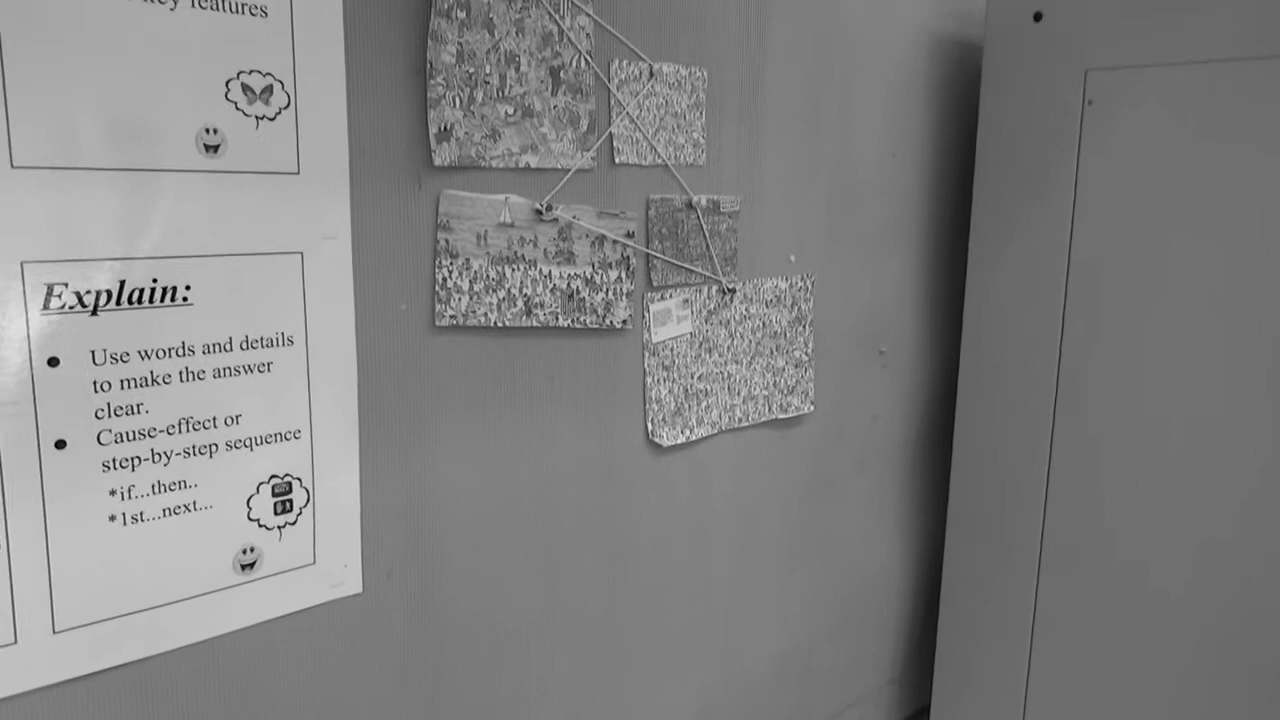 key features
Explain:
Use words and details
to make the answer
clear.
Cause-effect or
step-by-step sequence
*if...then..
*1st...next...